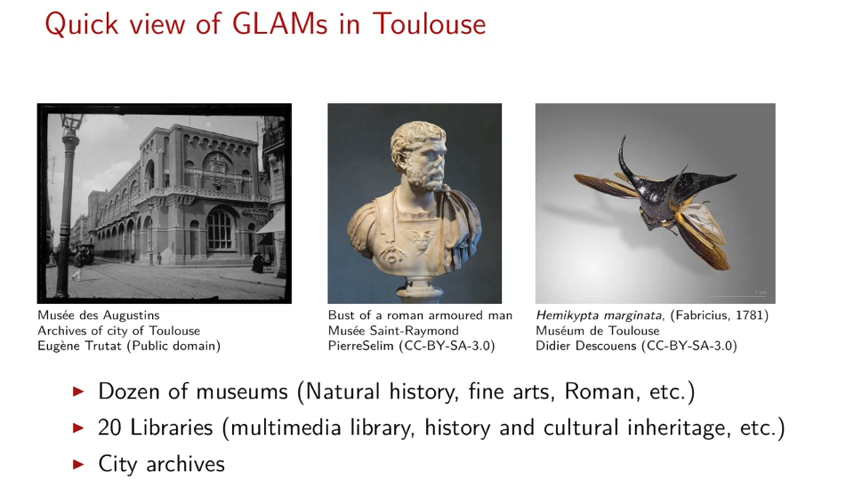 Quick view of GLAMs in Toulouse
Musée des Augustins
Archives of city of Toulouse
Eugène Trutat (Public domain)
Bust of a roman armoured man
Musée Saint-Raymond
PierreSelim (CC-BY-SA-3.0)
Hemikypta marginata, (Fabricius, 1781)
Muséum de Toulouse
Didier Descouens (CC-BY-SA-3.0)
Dozen of museums (Natural history, fine arts, Roman, etc.)
20 Libraries (multimedia library, history and cultural inheritage, etc.)
City archives